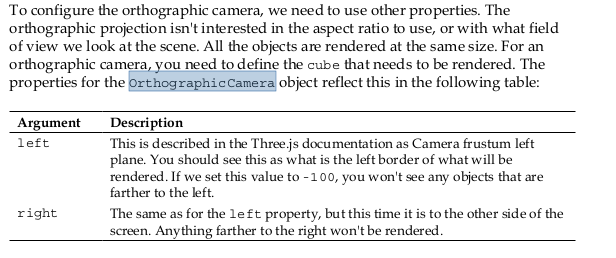 To configure the orthographic camera, we need to use other properties. The
orthographic projection isn't interested in the aspect ratio to use, or with what field
of view we look at the scene. All the objects are rendered at the same size. For an
orthographic camera, you need to define the cube that needs to be rendered. The
properties for the OrthographicCamera object reflect this in the following table:
Argument Description
left This is described in the Three.js documentation as Camera frustum left
plane. You should see this as what is the left border of what will be
rendered. If we set this value to -100, you won't see any objects that are
farther to the left.
right The same as for the left property, but this time it is to the other side of the
screen. Anything farther to the right won't be rendered.